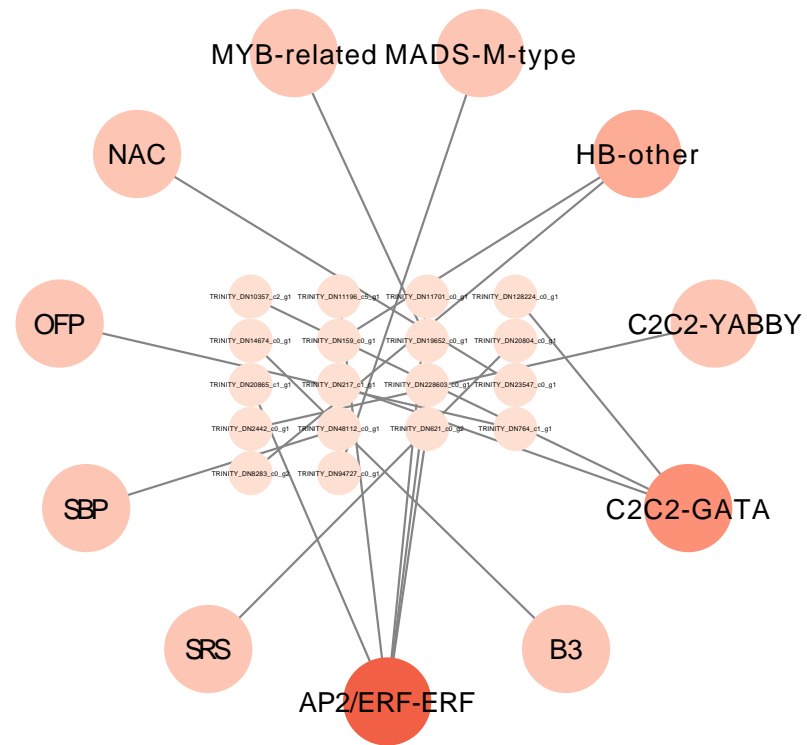 MYB-related MADS-M-type
NAC
HB-other
TRINITY_DN10357_c2_g1 TRINITY_DN11196_c5_g1 TRINITY_DN11701_c0_g1 TRINITY_DN128224_c0_g1
OFP
C2C2-YABBY
TRINITY_DN14674_c0_g1 TRINITY_DN159_c0_g1 TRINITY_DN19652_c0_g1 TRINITY_DN20804_c0_g1
TRINITY_DN20865_c1_g1 TRINITY_DN217_c1_g1 TRINITY_DN228603_c0_g1 TRINITY_DN23547_c0_g1
TRINITY_DN2442_c0_g1 TRINITY_DN48112_c0_g1 TRINITY_DN621_c0_g2 TRINITY_DN764_c1_g1
TRINITY_DN8283_c0_g2 TRINITY_DN94727_c0_g1
SBP
C2C2-GATA
SRS
B3
AP2/ERF-ERF